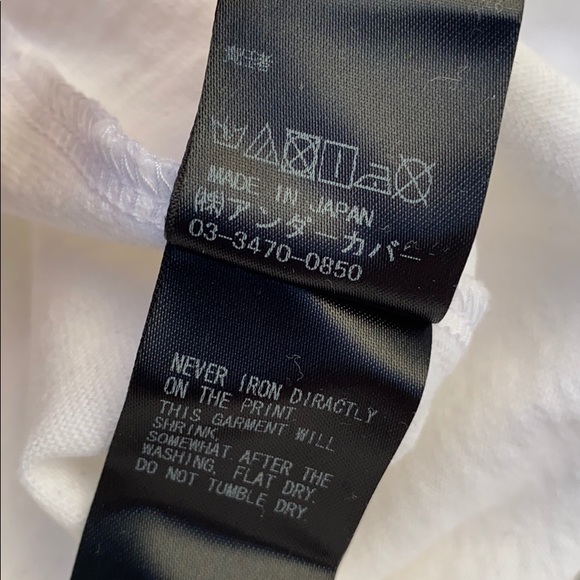 MADE IN JAPAN
㈱アンダーカバー
03-3470-0850
NEVER IRON DIRACTLY
ON THE PRINT
THIS GARMENT WILL
SHRINK
SOMEWHAT AFTER THE
WASHING. FLAT DRY.
DO NOT TUMBLE DRY.